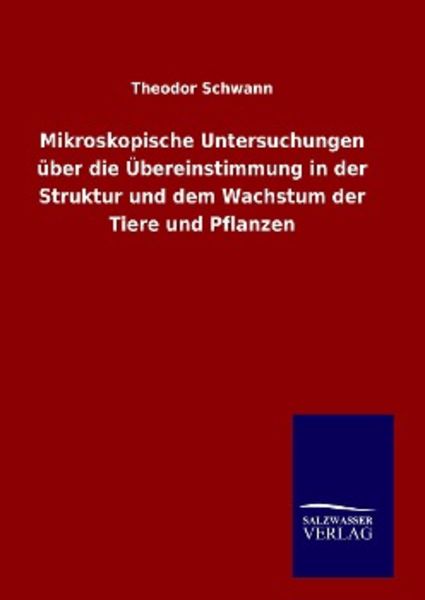 Theodor Schwann
Mikroskopische Untersuchungen
über die Übereinstimmung in der
Struktur und dem Wachstum der
Tiere und Pflanzen
SALZWASSER
VERLAG